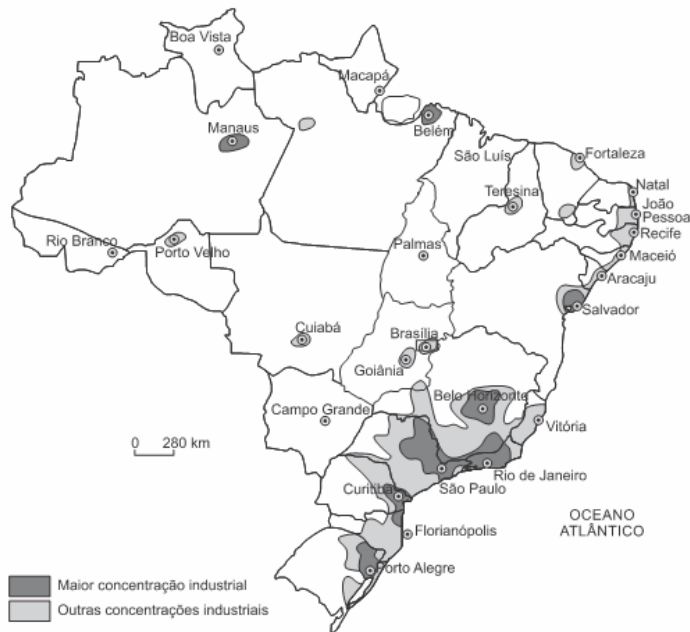 Boa Vista
Macapá
Manaus
Belém
São Luís
Fortaleza
Teresina
Natal
João
Pessoa
Recife
Rio Branco
Porto Velho
Palmas
Maceió
Aracaju
Salvador
Cuiabá
Brasília
Goiânia
Belo Horizonte
Campo Grande
Vitória
0 280 km
Rio de Janeiro
São Paulo
Curitiba
OCEANO
ATLÂNTICO
Florianópolis
Porto Alegre
Maior concentração industrial
Outras concentrações industriais